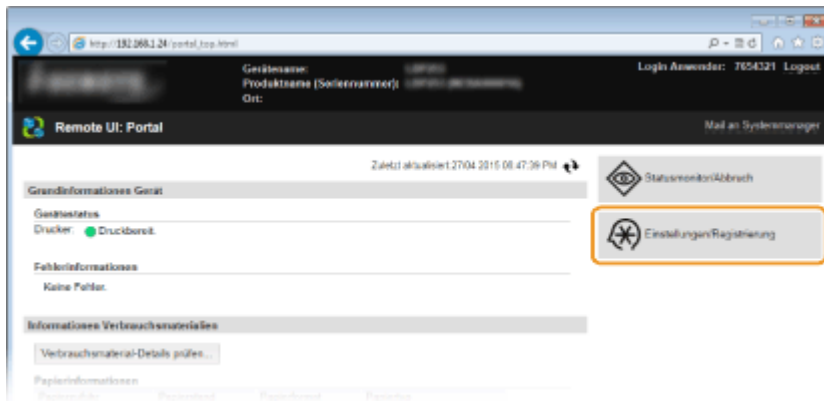 http://192.168.1.24/portal_top.html
Gerätename:
Produktname (Seriennummer):
Ort:
Login Anwender: 7654321 Logout
Remote UI: Portal
Mail an Systemmanager
Zuletzt aktualisiert 27/04 2015 06:47:39 PM
Grundinformationen Gerät
Gerätestatus
Drucker: Druckbereit.
Fehlerinformationen
Keine Fehler.
Informationen Verbrauchsmaterialien
Verbrauchsmaterial-Details prüfen...
Papierinformationen
Statusmonitor/Abbruch
Einstellungen/Registrierung